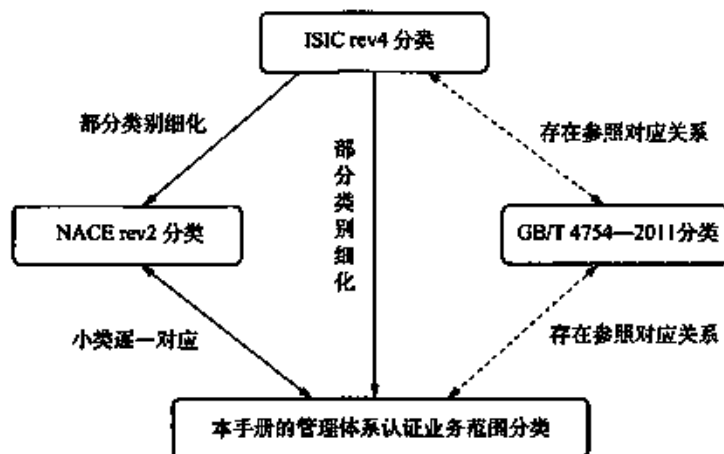 ISIC rev4 分类
部分类别细化
存在参照对应关系
部分类别细化
NACE rev2 分类
GB/T 4754—2011分类
小类逐一对应
存在参照对应关系
本手册的管理体系认证业务范围分类